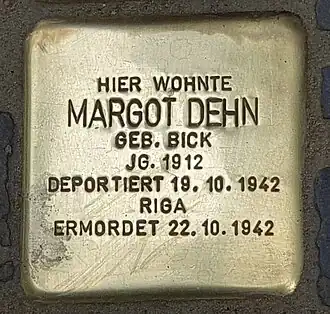 HIER WOHNTE
MARGOT DEHN
GEB. BICK
JG. 1912
DEPORTIERT 19. 10. 1942
RIGA
ERMORDET 22. 10. 1942